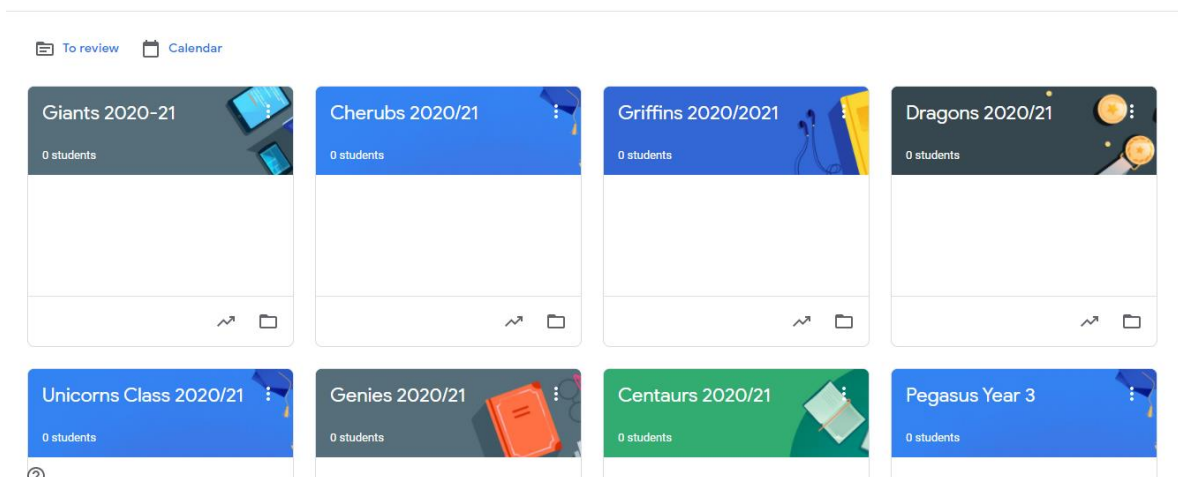 To review Calendar
Giants 2020-21
0 students
Cherubs 2020/21
0 students
Griffins 2020/2021
0 students
Dragons 2020/21
0 students
Unicorns Class 2020/21
0 students
Genies 2020/21
0 students
Centaurs 2020/21
0 students
Pegasus Year 3
0 students